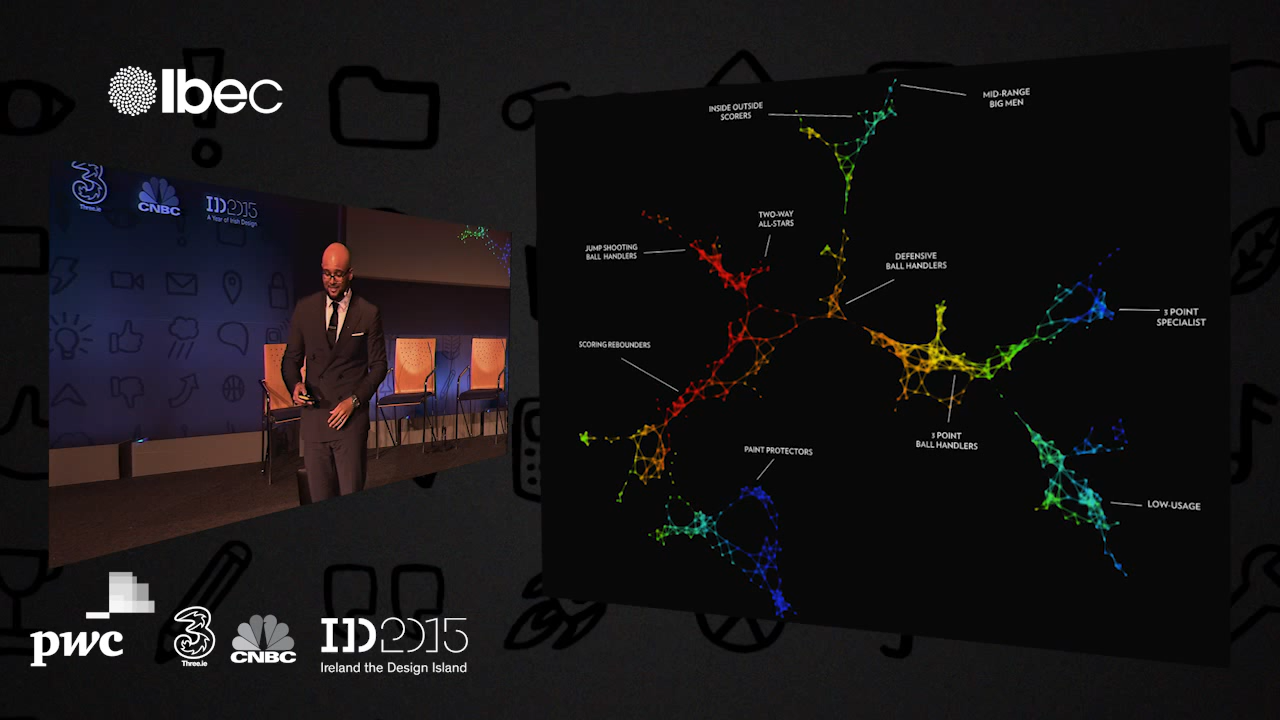 Ibec
3
Three.ie
CNBC
ID2015
A Year of Irish Design
INSIDE OUTSIDE
SCORERS
MID-RANGE
BIG MEN
TWO-WAY
ALL-STARS
JUMP SHOOTING
BALL HANDLERS
DEFENSIVE
BALL HANDLERS
3 POINT
SPECIALIST
SCORING REBOUNDERS
3 POINT
BALL HANDLERS
PAINT PROTECTORS
LOW-USAGE
pwc
3
Three.ie
CNBC
ID2015
Ireland the Design Island